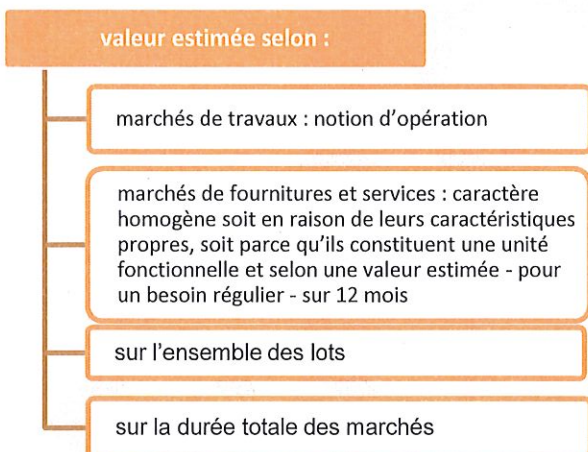 valeur estimée selon :
marchés de travaux : notion d’opération
marchés de fournitures et services : caractère
homogène soit en raison de leurs caractéristiques
propres, soit parce qu’ils constituent une unité
fonctionnelle et selon une valeur estimée - pour
un besoin régulier - sur 12 mois
sur l’ensemble des lots
sur la durée totale des marchés